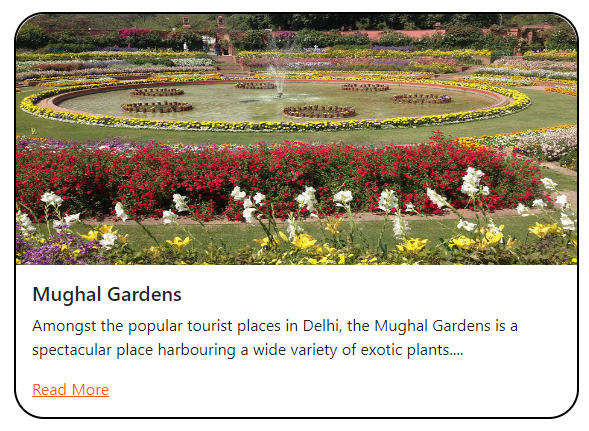 Mughal Gardens
Amongst the popular tourist places in Delhi, the Mughal Gardens is a
spectacular place harbouring a wide variety of exotic plants....
Read More